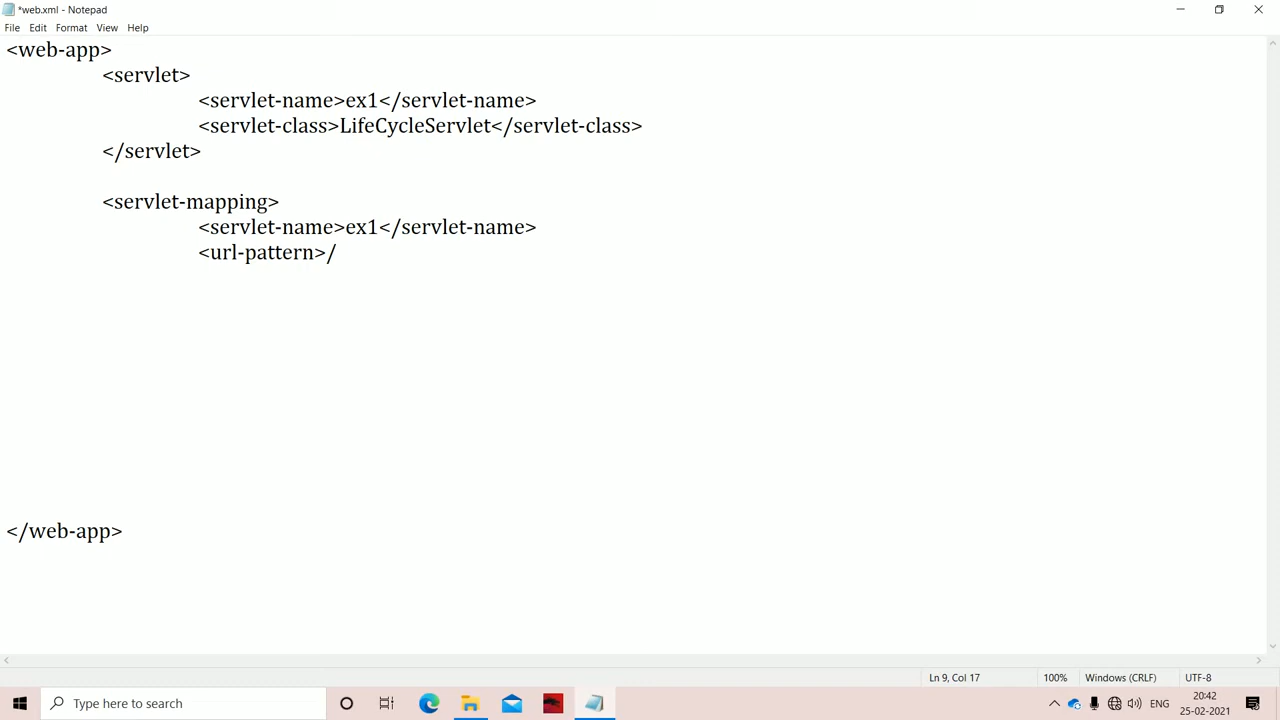 *web.xml - Notepad
File Edit Format View Help
<web-app>
<servlet>
<servlet-name>ex1</servlet-name>
<servlet-class>LifeCycleServlet</servlet-class>
</servlet>
<servlet-mapping>
<servlet-name>ex1</servlet-name>
<url-pattern>/
</web-app>
Ln 9, Col 17 100% Windows (CRLF) UTF-8
Type here to search
ENG
20:42
25-02-2021